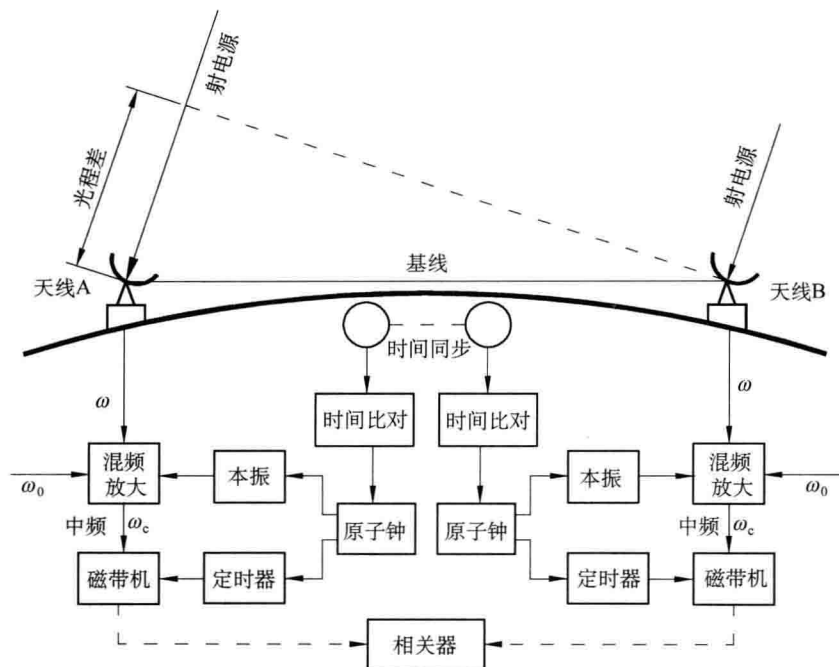 射电源
光程差
射电源
基线
天线A
天线B
时间同步
ω
ω
时间比对
时间比对
混频
放大
本振
本振
混频
放大
ω₀
ω₀
原子钟
原子钟
中频
ω_c
中频
ω_c
磁带机
定时器
定时器
磁带机
相关器